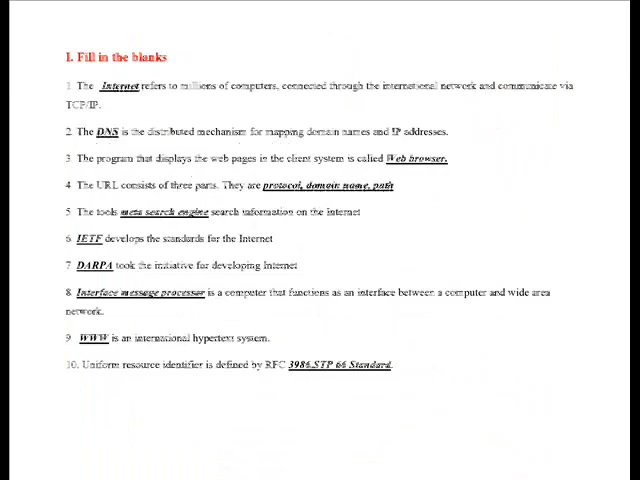 I. Fill in the blanks
1. The Internet refers to millions of computers, connected through the international network and communicate via
TCP/IP.
2. The DNS is the distributed mechanism for mapping domain names and IP addresses.
3. The program that displays the web pages in the client system is called Web browser.
4. The URL consists of three parts. They are protocol, domain name, path
5. The tools meta search engine search information on the Internet
6. IETF develops the standards for the Internet
7. DARPA took the initiative for developing Internet
8. Interface message processor is a computer that functions as an interface between a computer and wide area
network.
9. WWW is an international hypertext system.
10. Uniform resource identifier is defined by RFC 3986,STP 66 Standard.